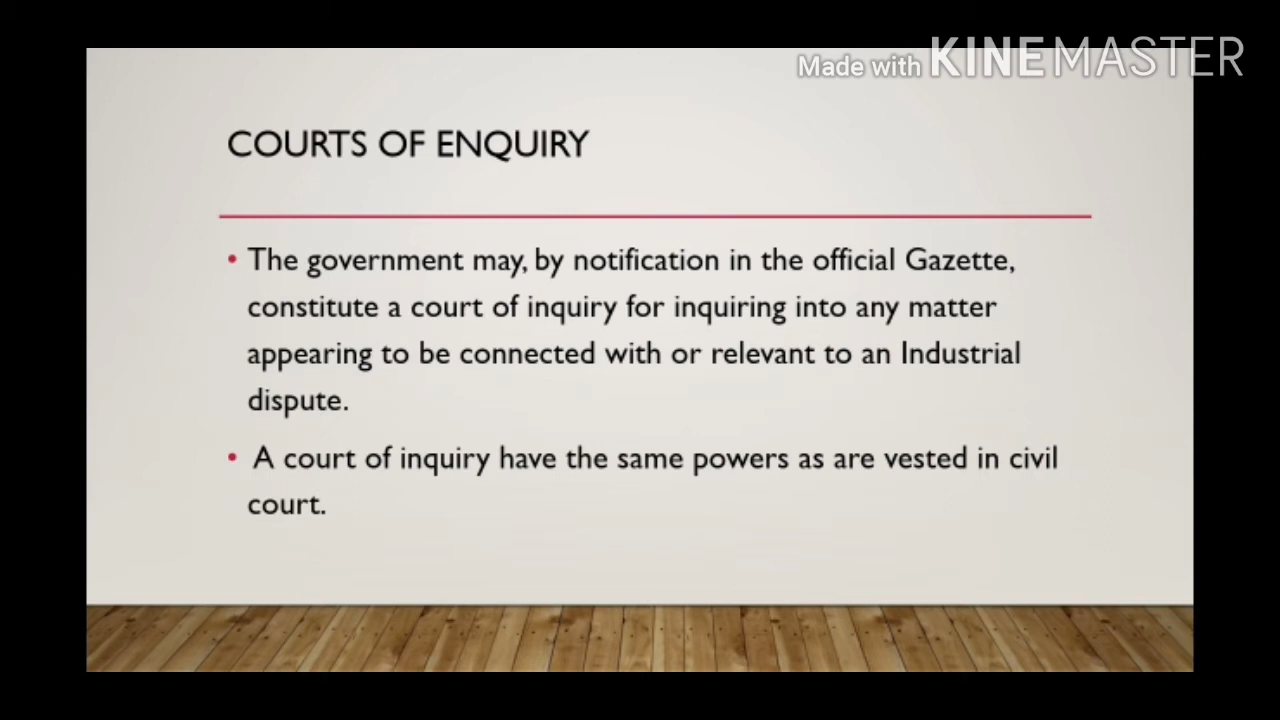 Made with KINEMASTER
COURTS OF ENQUIRY
• The government may, by notification in the official Gazette,
constitute a court of inquiry for inquiring into any matter
appearing to be connected with or relevant to an Industrial
dispute.
• A court of inquiry have the same powers as are vested in civil
court.